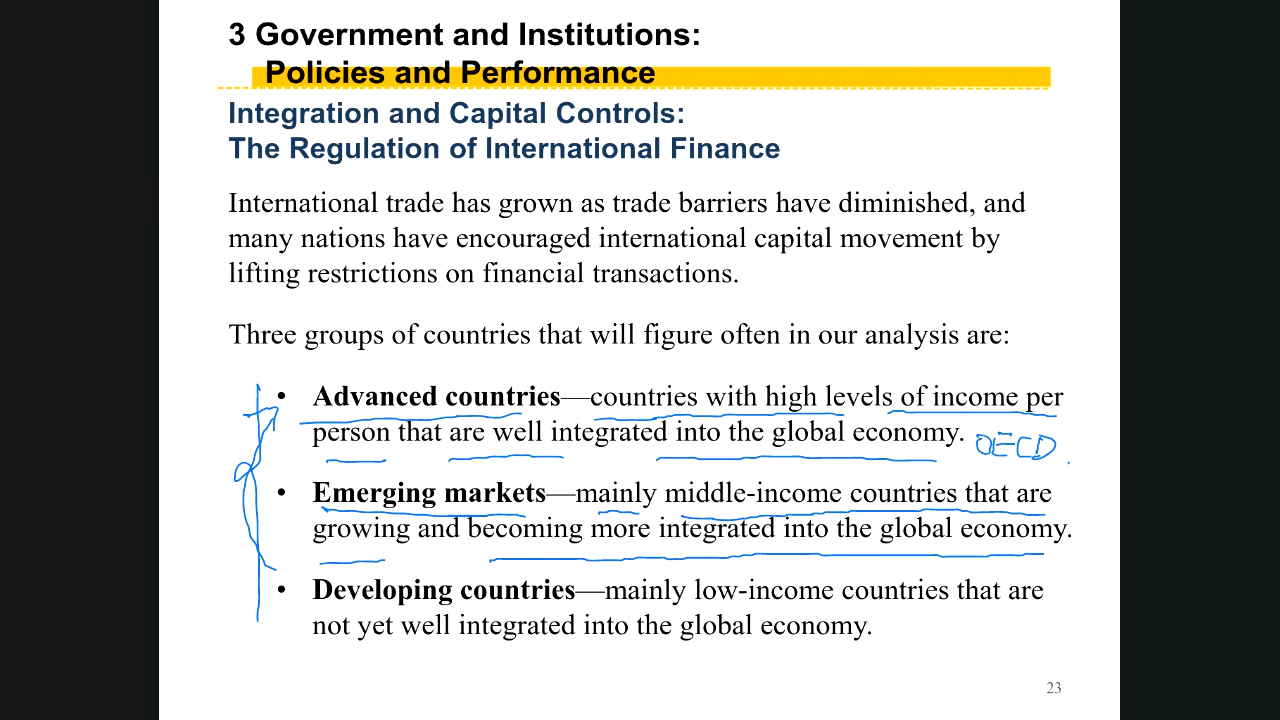 3 Government and Institutions:
Policies and Performance
Integration and Capital Controls:
The Regulation of International Finance
International trade has grown as trade barriers have diminished, and
many nations have encouraged international capital movement by
lifting restrictions on financial transactions.
Three groups of countries that will figure often in our analysis are:
• Advanced countries—countries with high levels of income per
person that are well integrated into the global economy.
OECD
• Emerging markets—mainly middle-income countries that are
growing and becoming more integrated into the global economy.
• Developing countries—mainly low-income countries that are
not yet well integrated into the global economy.
23